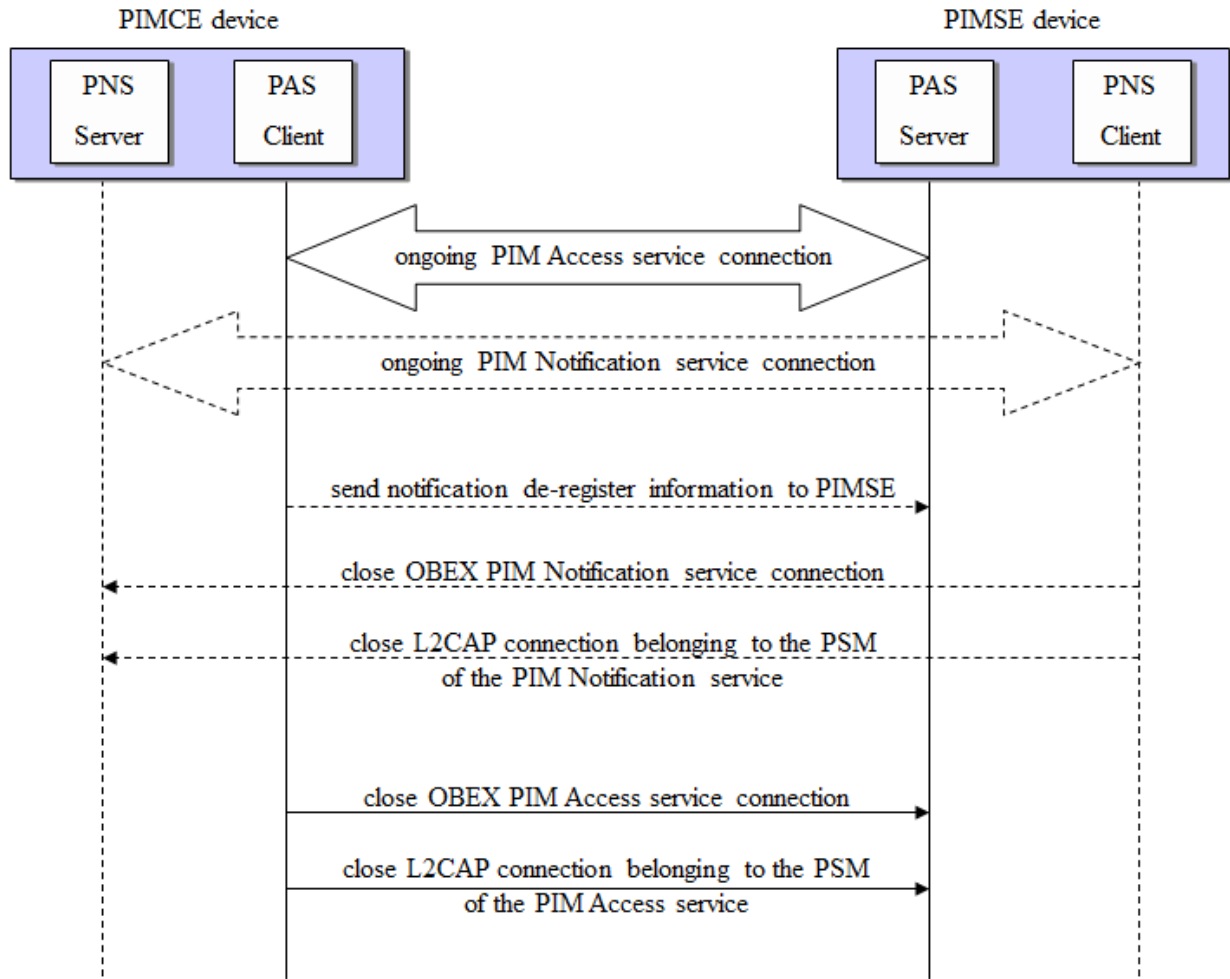 PIMCE device
PIMSE device
PNS
Server
PAS
Client
PAS
Server
PNS
Client
ongoing PIM Access service connection
ongoing PIM Notification service connection
send notification de-register information to PIMSE
close OBEX PIM Notification service connection
close L2CAP connection belonging to the PSM
of the PIM Notification service
close OBEX PIM Access service connection
close L2CAP connection belonging to the PSM
of the PIM Access service